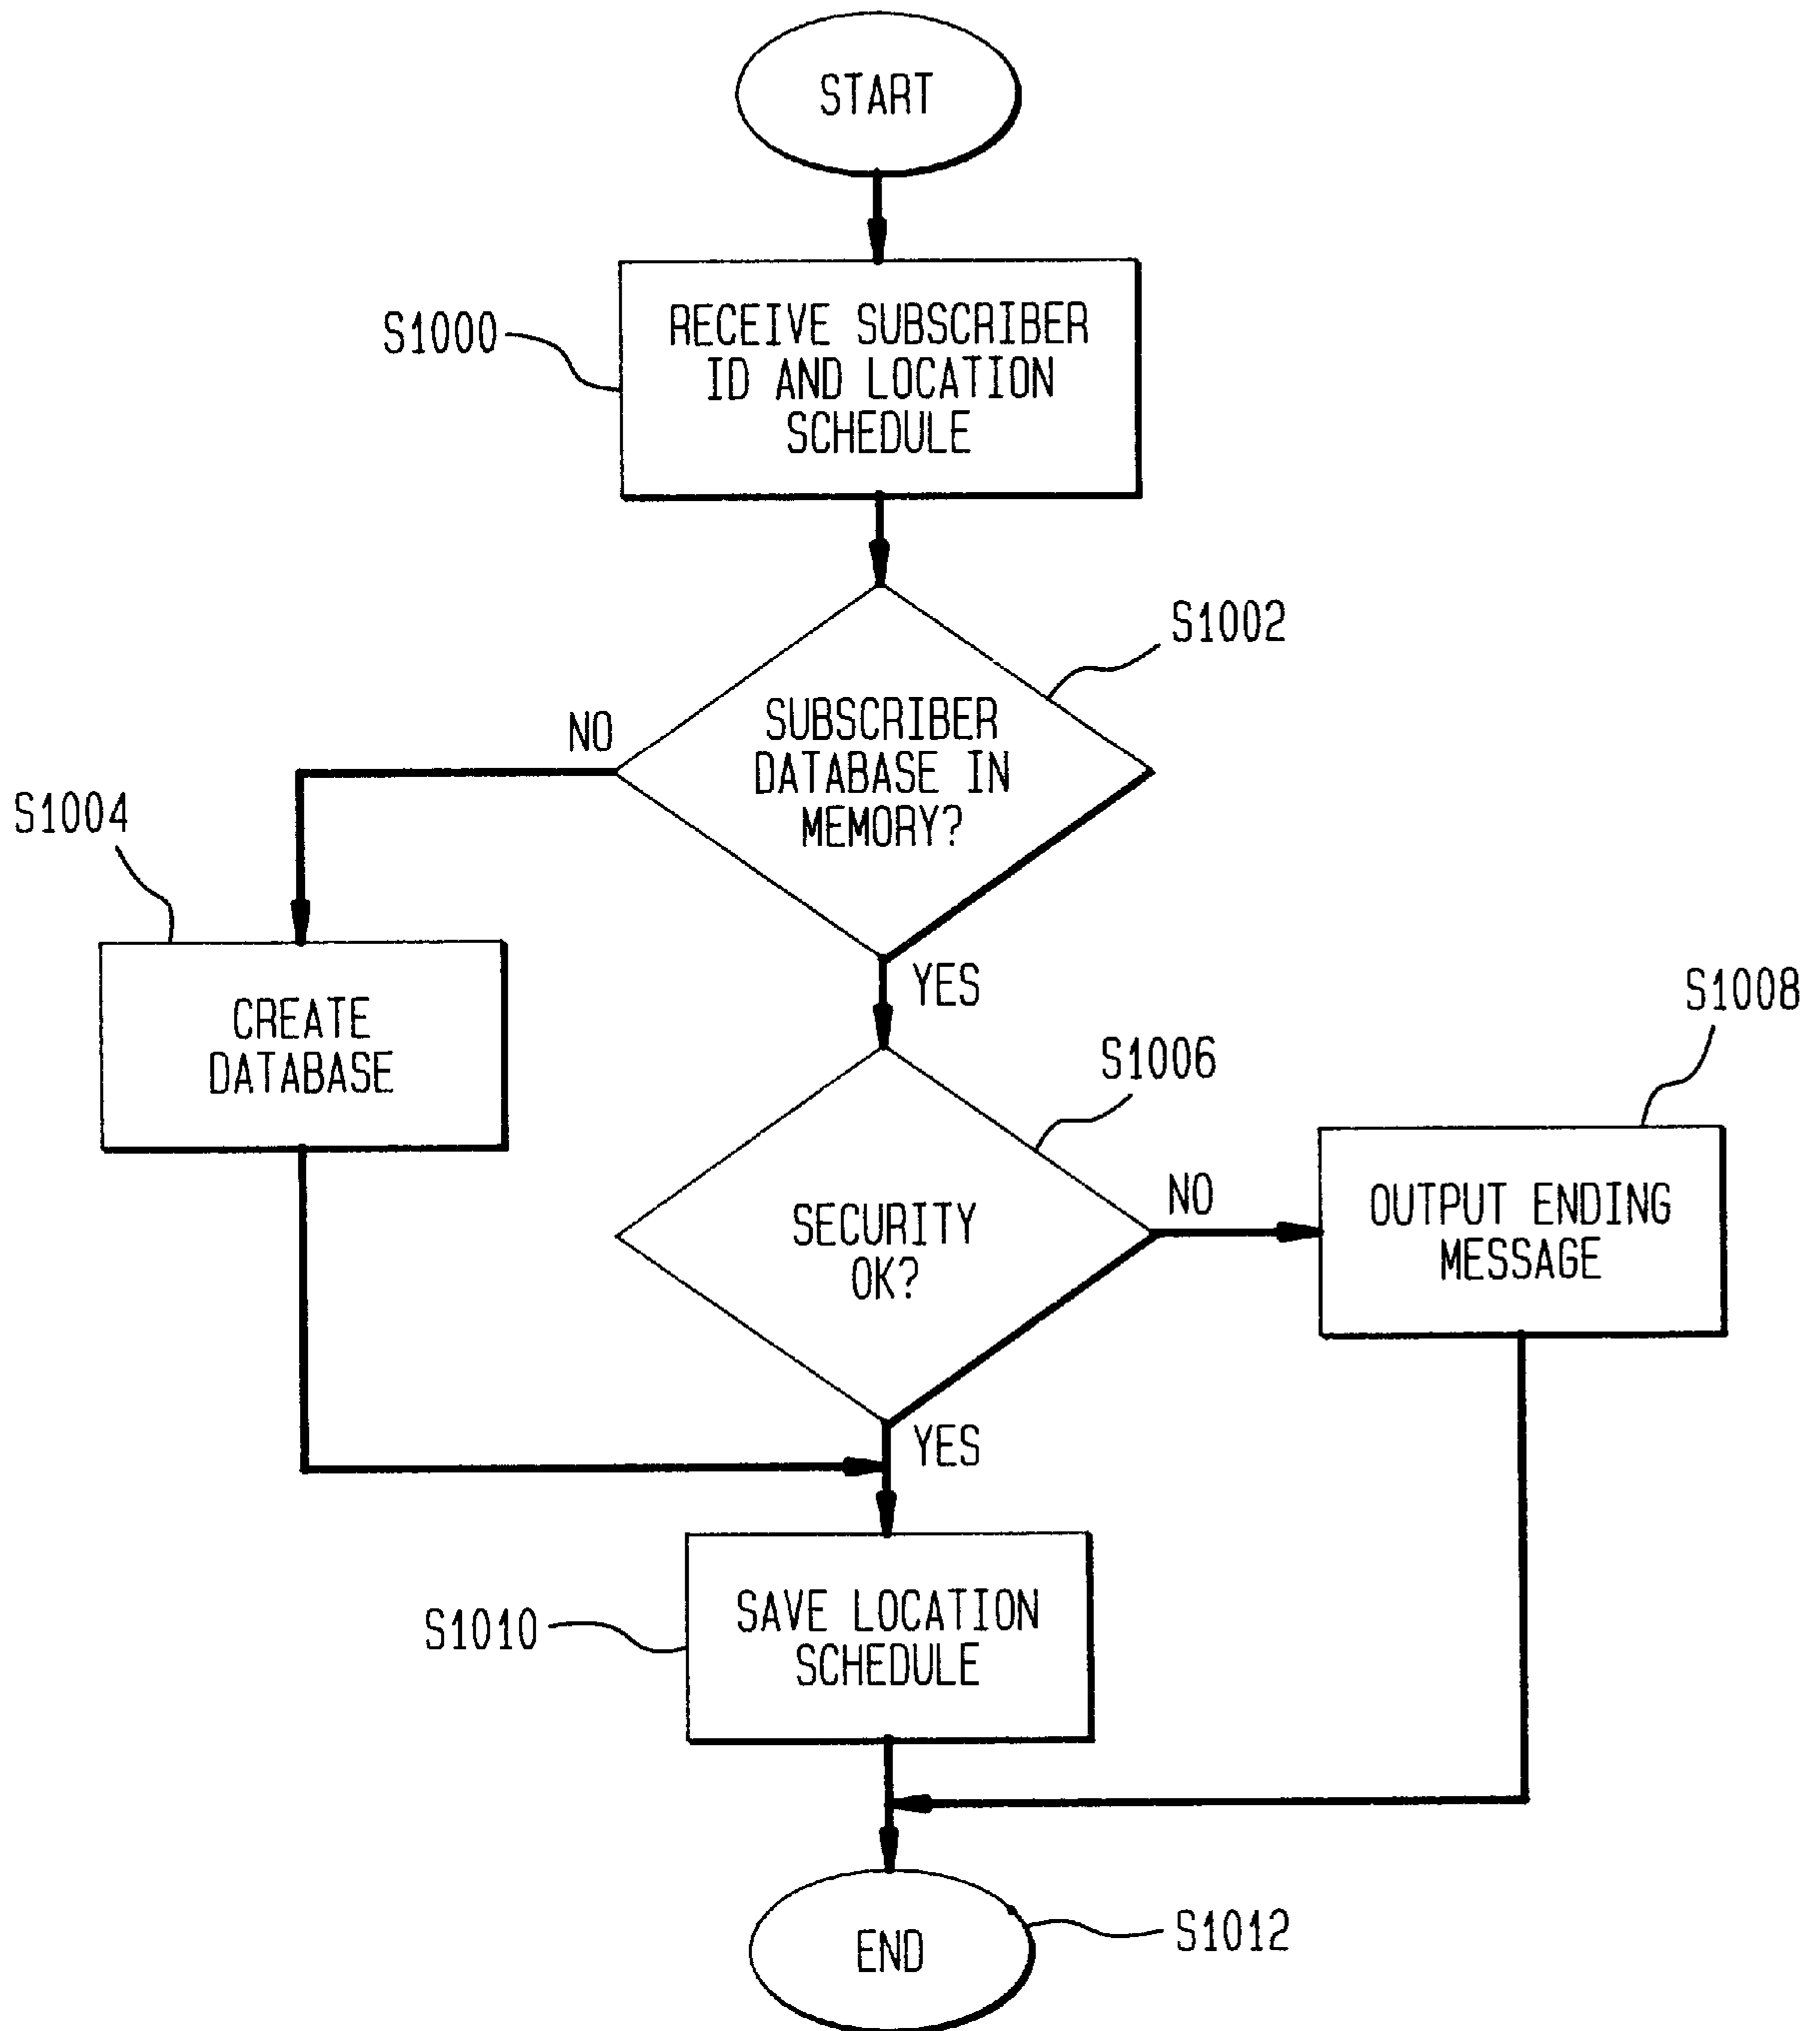 START
S1000
RECEIVE SUBSCRIBER
ID AND LOCATION
SCHEDULE
S1002
SUBSCRIBER
DATABASE IN
MEMORY?
NO
YES
S1004
CREATE
DATABASE
S1006
SECURITY
OK?
NO
YES
S1008
OUTPUT ENDING
MESSAGE
S1010
SAVE LOCATION
SCHEDULE
END
S1012